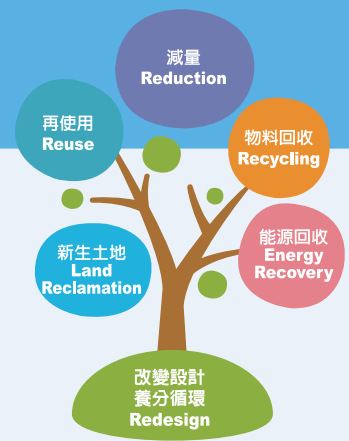 減量
Reduction
再使用
Reuse
物料回收
Recycling
新生土地
Land
Reclamation
能源回收
Energy
Recovery
改變設計
養分循環
Redesign